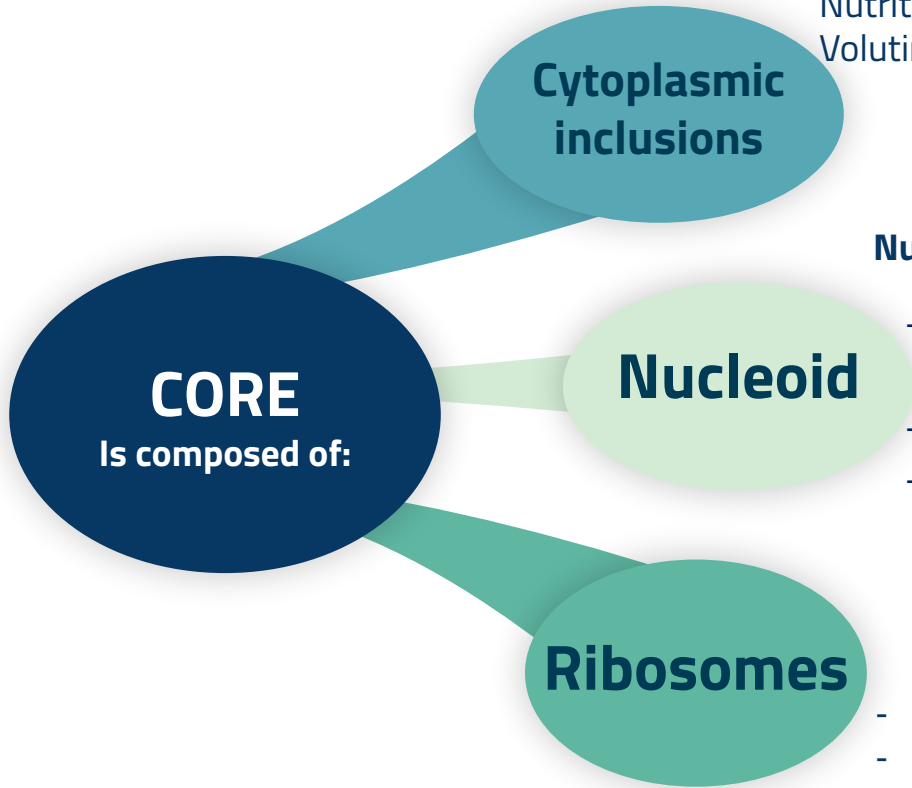 Cytoplasmic
inclusions
CORE
Is composed of:
Nucleoid
-
-
-
Ribosomes
-
-